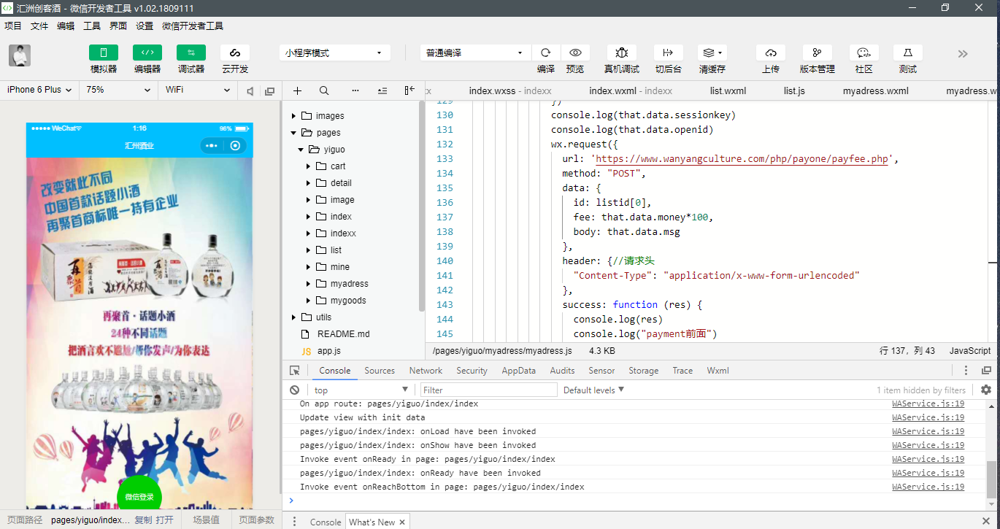 汇洲创客酒 - 微信开发者工具 v1.02.1809111
项目 文件 编辑 工具 界面 设置 微信开发者工具
模拟器 编辑器 调试器 云开发
小程序模式 普通编译
编译 预览 真机调试 切后台 清缓存
上传 版本管理 社区 测试
iPhone 6 Plus 75% WiFi
index.wxss - indexx index.wxml - indexx list.wxml list.js myadress.wxml myadress.w
WeChat 1:16 96%
汇州酒业
改变就此不同
中国首款话题小酒
再聚首商标唯一持有企业
再聚首
再聚首·话题小酒
24种不同话题
把酒言欢不尴尬/帮你发声/为你表达
微信登录
页面路径 pages/yiguo/index... 复制 打开 场景值 页面参数
images
pages
yiguo
cart
detail
image
index
indexx
list
mine
myadress
mygoods
utils
README.md
JS app.js
129 })
130 console.log(that.data.sessionkey)
131 console.log(that.data.openid)
132 wx.request({
133 url: 'https://www.wanyangculture.com/php/payone/payfee.php',
134 method: "POST",
135 data: {
136 id: listid[0],
137 fee: that.data.money*100,
138 body: that.data.msg
139 },
140 header: {//请求头
141 "Content-Type": "application/x-www-form-urlencoded"
142 },
143 success: function (res) {
144 console.log(res)
145 console.log("payment前面")
/pages/yiguo/myadress/myadress.js 4.3 KB 行 137，列 43 JavaScript
Console Sources Network Security AppData Audits Sensor Storage Trace Wxml
top Filter Default levels 1 item hidden by filters
On app route: pages/yiguo/index/index WAService.js:19
Update view with init data WAService.js:19
pages/yiguo/index/index: onLoad have been invoked WAService.js:19
pages/yiguo/index/index: onShow have been invoked WAService.js:19
Invoke event onReady in page: pages/yiguo/index/index WAService.js:19
pages/yiguo/index/index: onReady have been invoked WAService.js:19
Invoke event onReachBottom in page: pages/yiguo/index/index WAService.js:19
Console What's New